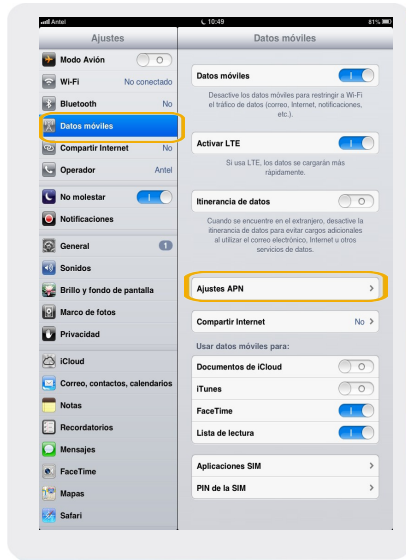 Antel
10:49
81%
Ajustes
Modo Avión
Wi-Fi No conectado
Bluetooth No
Datos móviles
Compartir Internet No
Operador Antel
No molestar
Notificaciones
General 1
Sonidos
Brillo y fondo de pantalla
Marco de fotos
Privacidad
iCloud
Correo, contactos, calendarios
Notas
Recordatorios
Mensajes
FaceTime
Mapas
Safari
Datos móviles
Datos móviles
Desactive los datos móviles para restringir a Wi-Fi
el tráfico de datos (correo, Internet, notificaciones,
etc.).
Activar LTE
Si usa LTE, los datos se cargarán más
rápidamente.
Itinerancia de datos
Cuando se encuentre en el extranjero, desactive la
itinerancia de datos para evitar cargos adicionales
al utilizar el correo electrónico, Internet u otros
servicios de datos.
Ajustes APN
Compartir Internet No
Usar datos móviles para:
Documentos de iCloud
iTunes
FaceTime
Lista de lectura
Aplicaciones SIM
PIN de la SIM